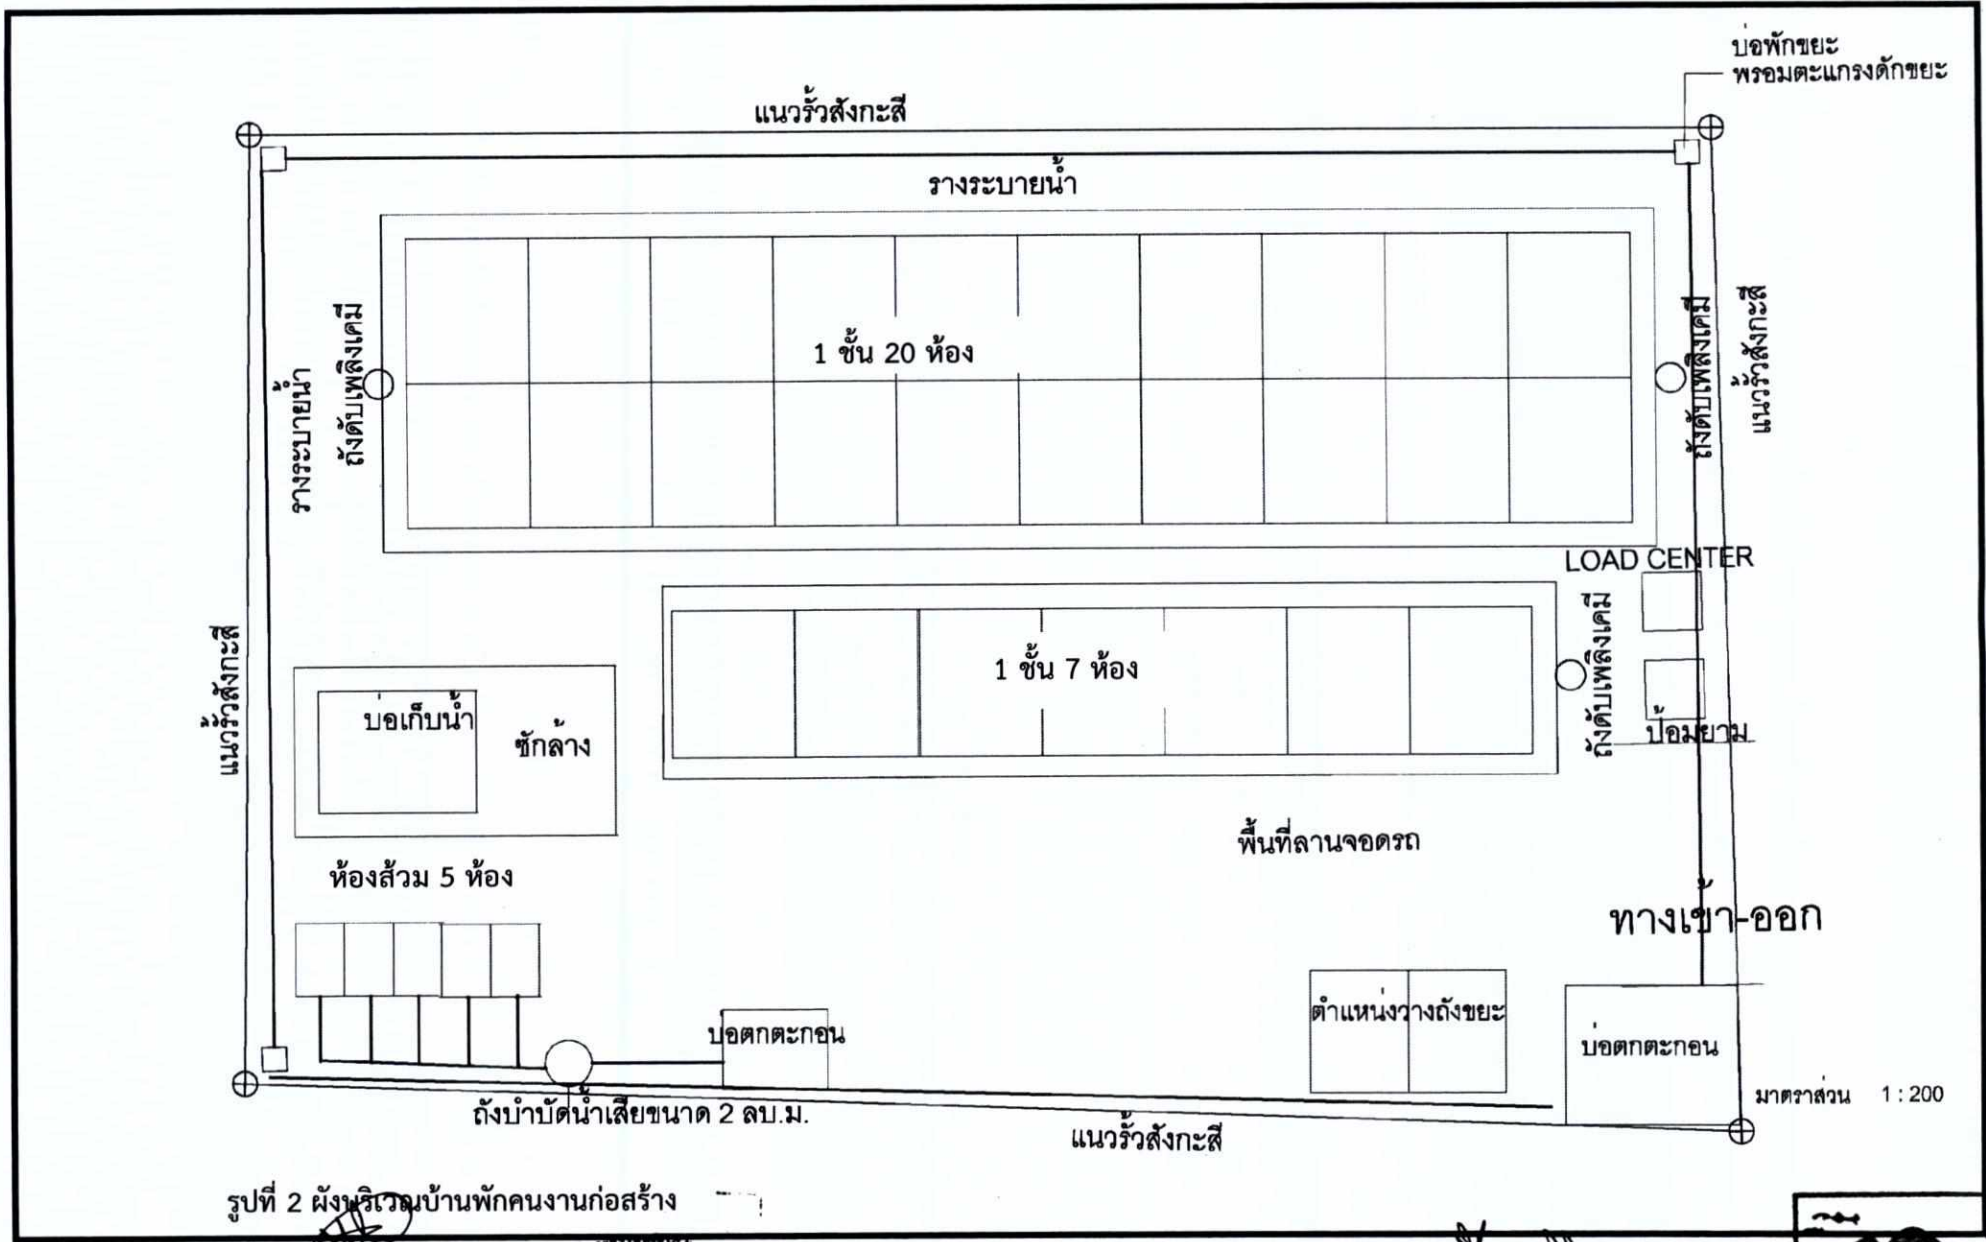 บ่อพักขยะ
พร้อมตะแกรงดักขยะ
แนวรั้วสังกะสี
รางระบายน้ำ
1 ชั้น 20 ห้อง
ถังดับเพลิงเคมี
รางระบายน้ำ
ถังดับเพลิงเคมี
แนวรั้วสังกะสี
LOAD CENTER
1 ชั้น 7 ห้อง
ถังดับเพลิงเคมี
ป้อมยาม
แนวรั้วสังกะสี
บ่อเก็บน้ำ
ซักล้าง
พื้นที่ลานจอดรถ
ห้องส้วม 5 ห้อง
ทางเข้า-ออก
ตำแหน่งวางถังขยะ
บ่อตกตะกอน
บ่อตกตะกอน
มาตราส่วน 1 : 200
ถังบำบัดน้ำเสียขนาด 2 ลบ.ม.
แนวรั้วสังกะสี
รูปที่ 2 ผังบริเวณบ้านพักคนงานก่อสร้าง